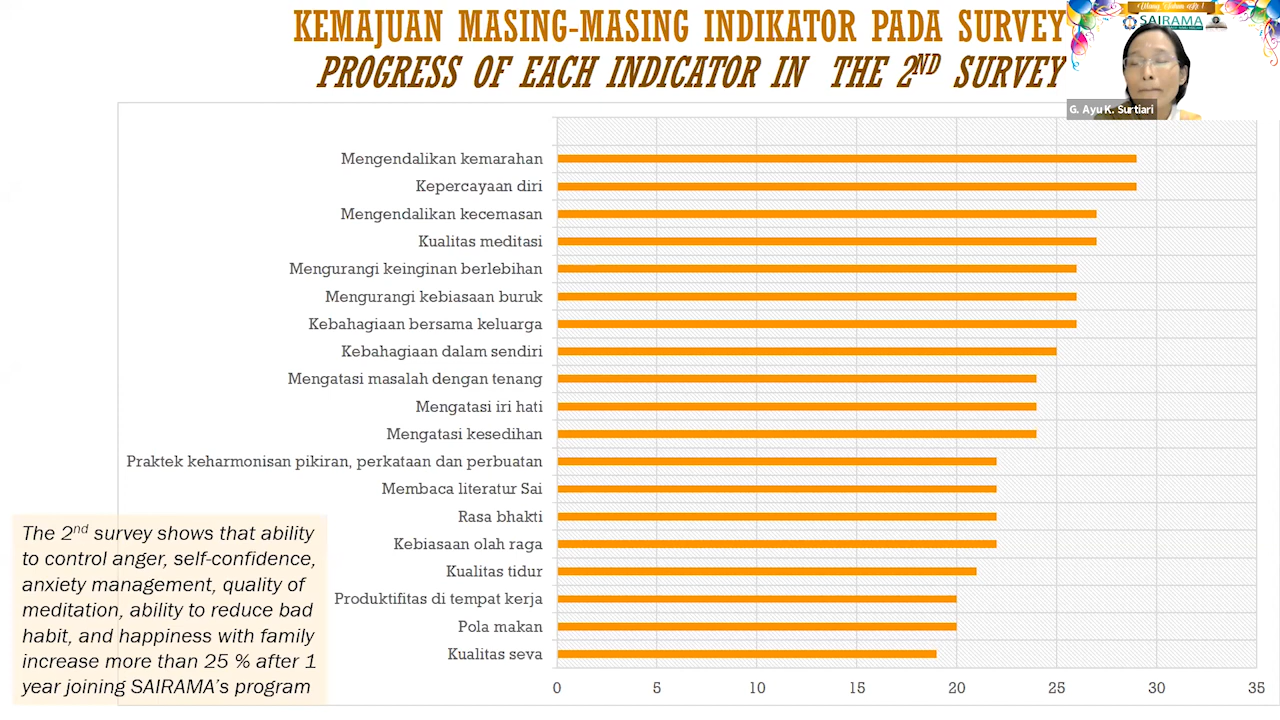 KEMAJUAN MASING-MASING INDIKATOR PADA SURVEY
PROGRESS OF EACH INDICATOR IN THE 2ND SURVEY
SAIRAMA
G. Ayu K. Surtiari
Mengendalikan kemarahan
Kepercayaan diri
Mengendalikan kecemasan
Kualitas meditasi
Mengurangi keinginan berlebihan
Mengurangi kebiasaan buruk
Kebahagiaan bersama keluarga
Kebahagiaan dalam sendiri
Mengatasi masalah dengan tenang
Mengatasi iri hati
Mengatasi kesedihan
Praktek keharmonisan pikiran, perkataan dan perbuatan
Membaca literatur Sai
Rasa bhakti
Kebiasaan olah raga
Kualitas tidur
Produktifitas di tempat kerja
Pola makan
Kualitas seva
0 5 10 15 20 25 30 35
The 2nd survey shows that ability
to control anger, self-confidence,
anxiety management, quality of
meditation, ability to reduce bad
habit, and happiness with family
increase more than 25 % after 1
year joining SAIRAMA's program